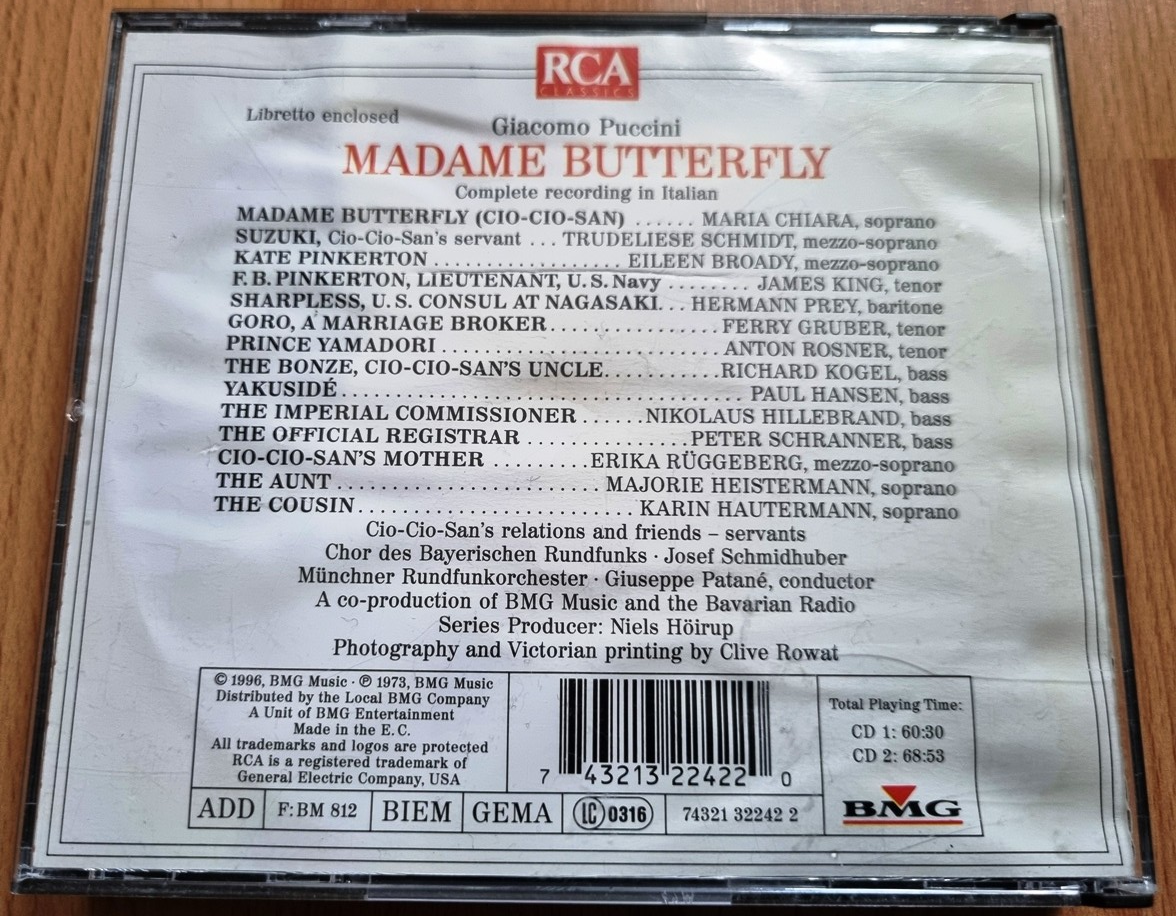 RCA
CLASSICS
Libretto enclosed
Giacomo Puccini
MADAME BUTTERFLY
Complete recording in Italian
MADAME BUTTERFLY (CIO-CIO-SAN) ...... MARIA CHIARA, soprano
SUZUKI, Cio-Cio-San's servant ... TRUDELIESE SCHMIDT, mezzo-soprano
KATE PINKERTON.....................EILEEN BROADY, mezzo-soprano
F.B. PINKERTON, LIEUTENANT, U.S. Navy ........ JAMES KING, tenor
SHARPLESS, U.S. CONSUL AT NAGASAKI... HERMANN PREY, baritone
GORO, A MARRIAGE BROKER..................FERRY GRUBER, tenor
PRINCE YAMADORI..............................ANTON ROSNER, tenor
THE BONZE, CIO-CIO-SAN'S UNCLE...........RICHARD KOGEL, bass
YAKUSIDÉ........................................... PAUL HANSEN, bass
THE IMPERIAL COMMISSIONER ......NIKOLAUS HILLEBRAND, bass
THE OFFICIAL REGISTRAR .................PETER SCHRANNER, bass
CIO-CIO-SAN'S MOTHER .........ERIKA RÜGGEBERG, mezzo-soprano
THE AUNT ............................ MAJORIE HEISTERMANN, soprano
THE COUSIN.............................. KARIN HAUTERMANN, soprano
Cio-Cio-San's relations and friends – servants
Chor des Bayerischen Rundfunks · Josef Schmidhuber
Münchner Rundfunkorchester · Giuseppe Patané, conductor
A co-production of BMG Music and the Bavarian Radio
Series Producer: Niels Höirup
Photography and Victorian printing by Clive Rowat
© 1996, BMG Music · ℗ 1973, BMG Music
Distributed by the Local BMG Company
A Unit of BMG Entertainment
Made in the E.C.
All trademarks and logos are protected
RCA is a registered trademark of
General Electric Company, USA
7 43213 22422 0
Total Playing Time:
CD 1: 60:30
CD 2: 68:53
ADD
F: BM 812
BIEM
GEMA
LC 0316
74321 32242 2
BMG